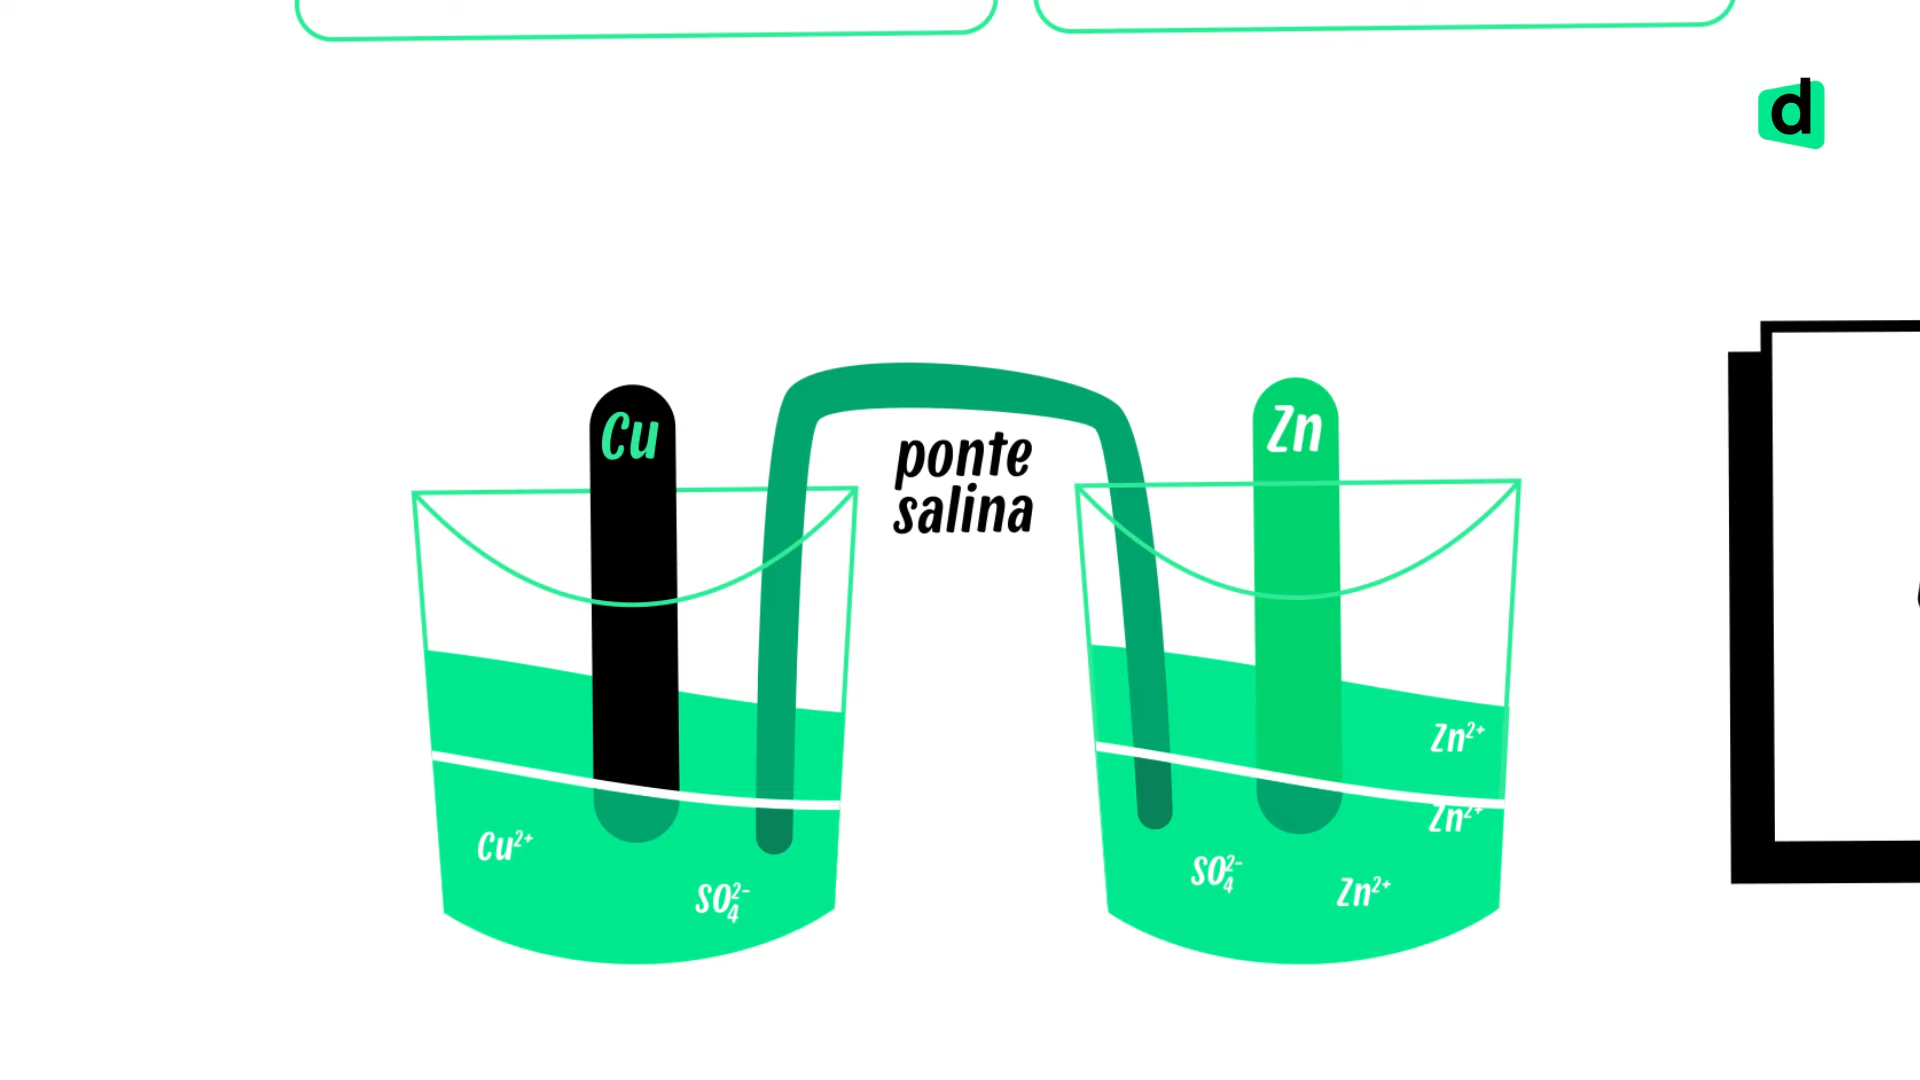 d
Cu
Zn
ponte
salina
Zn²⁺
Zn²⁺
Cu²⁺
SO₄²⁻
SO₄²⁻
Zn²⁺